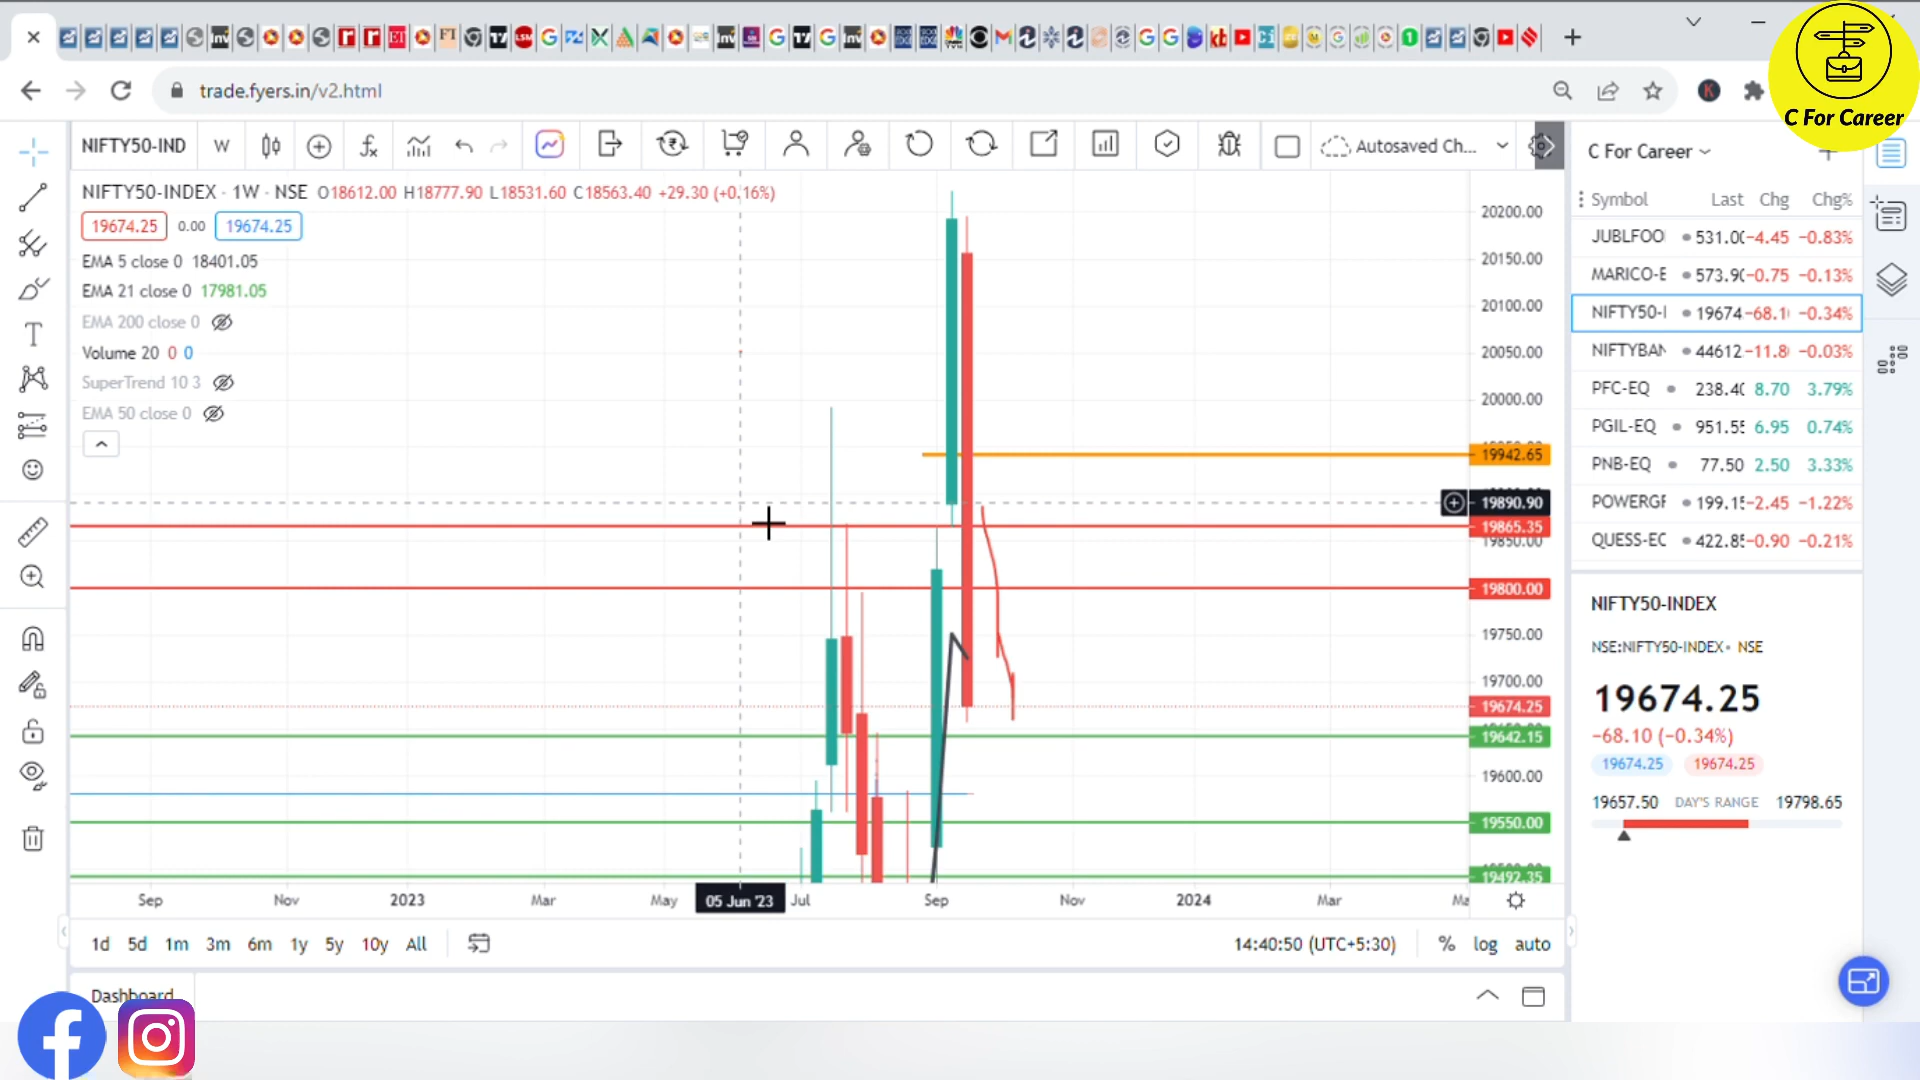 trade.fyers.in/v2.html
C For Career
NIFTY50-IND W
Autosaved Ch...
C For Career
NIFTY50-INDEX · 1W · NSE O18612.00 H18777.90 L18531.60 C18563.40 +29.30 (+0.16%)
19674.25 0.00 19674.25
EMA 5 close 0 18401.05
EMA 21 close 0 17981.05
EMA 200 close 0
Volume 20 0 0
SuperTrend 10 3
EMA 50 close 0
20200.00
20150.00
20100.00
20050.00
20000.00
19942.65
19890.90
19865.35
19850.00
19800.00
19750.00
19700.00
19674.25
19642.15
19600.00
19550.00
19492.35
Symbol Last Chg Chg%
JUBLFOO 531.0 -4.45 -0.83%
MARICO-E 573.9 -0.75 -0.13%
NIFTY50-I 19674 -68.1 -0.34%
NIFTYBAN 44612 -11.8 -0.03%
PFC-EQ 238.4 8.70 3.79%
PGIL-EQ 951.5 6.95 0.74%
PNB-EQ 77.50 2.50 3.33%
POWERGF 199.1 -2.45 -1.22%
QUESS-EC 422.8 -0.90 -0.21%
NIFTY50-INDEX
NSE:NIFTY50-INDEX • NSE
19674.25
-68.10 (-0.34%)
19674.25 19674.25
19657.50 DAY'S RANGE 19798.65
Sep Nov 2023 Mar May 05 Jun '23 Jul Sep Nov 2024 Mar Ma
1d 5d 1m 3m 6m 1y 5y 10y All
14:40:50 (UTC+5:30) % log auto
Dashboard